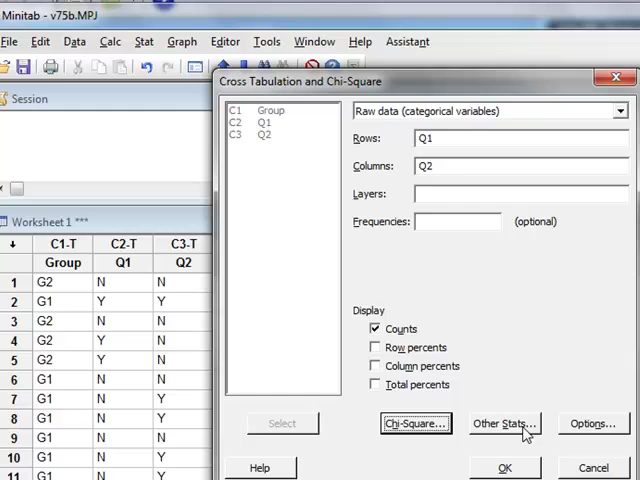 Minitab - v75b.MPJ
File Edit Data Calc Stat Graph Editor Tools Window Help Assistant
Cross Tabulation and Chi-Square
Session
C1 Group
C2 Q1
C3 Q2
Raw data (categorical variables)
Rows: Q1
Columns: Q2
Layers:
Frequencies: (optional)
Worksheet 1 ***
C1-T C2-T C3-T
Group Q1 Q2
1 G2 N N
2 G1 Y Y
3 G2 N N
4 G2 Y N
5 G2 Y N
6 G1 N N
7 G1 N Y
8 G1 N Y
9 G1 N N
10 G1 N Y
11 G1 N Y
Display
Counts
Row percents
Column percents
Total percents
Select Chi-Square... Other Stats... Options...
Help OK Cancel